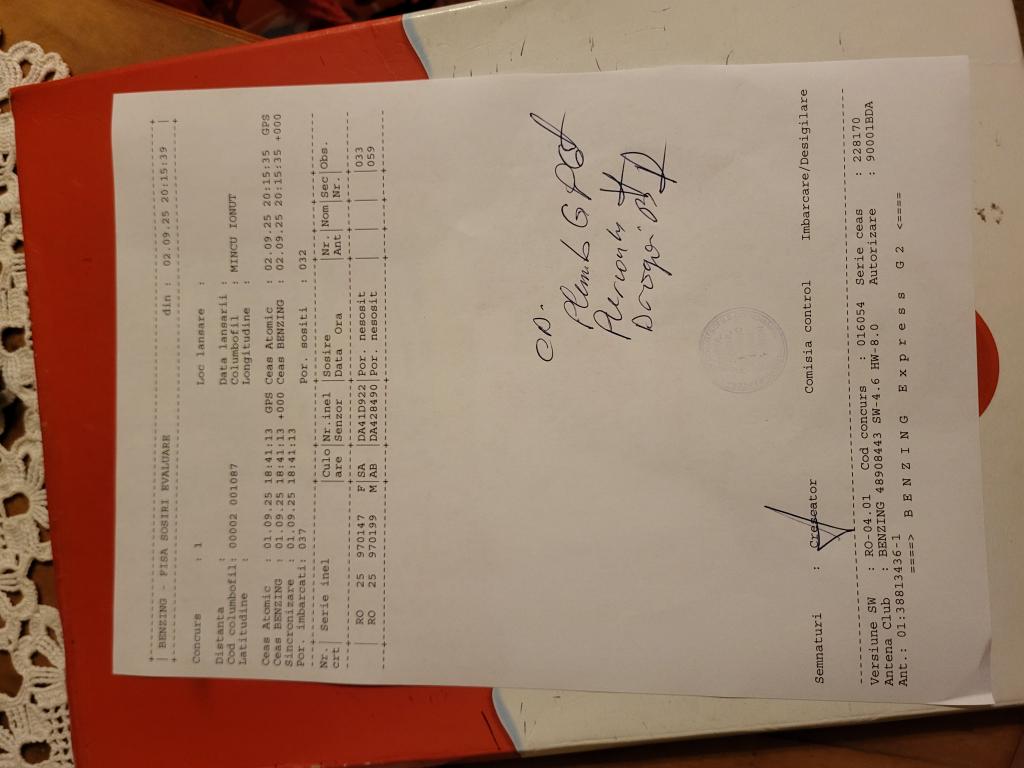 | BENZING - FISA SOSIRI EVALUARE din : 02.09.25 20:15:39 |
Concurs : 1 Loc lansare :
Distanta : Data lansarii :
Cod columbofil: 00002 001087 Columbofil : MINCU IONUT
Latitudine : Longitudine :
Ceas Atomic : 01.09.25 18:41:13 GPS Ceas Atomic : 02.09.25 20:15:35 GPS
Ceas BENZING : 01.09.25 18:41:13 +000 Ceas BENZING : 02.09.25 20:15:35 +000
Sincronizare : 01.09.25 18:41:13
Por. imbarcati: 037 Por. sositi : 032
Nr.| Serie inel |Culo|Nr.inel |Sosire |Nr. |Nom|Sec|Obs.
crt| |are |Senzor |Data Ora |Ant| |Nr.|
| RO 25 970147 F|SA |DA41D922|Por. nesosit | | | |033
| RO 25 970199 M|AB |DA428490|Por. nesosit | | | |059
Semnaturi : Crescator Comisia control Imbarcare/Desigilare
Versiune SW : RO-04.01 Cod concurs : 016054 Serie ceas : 228170
Antena Club : BENZING 48908443 SW-4.6 HW-8.0 Autorizare : 90001BDA
Ant.: 01:38813436-1
====> B E N Z I N G E x p r e s s G 2 <====